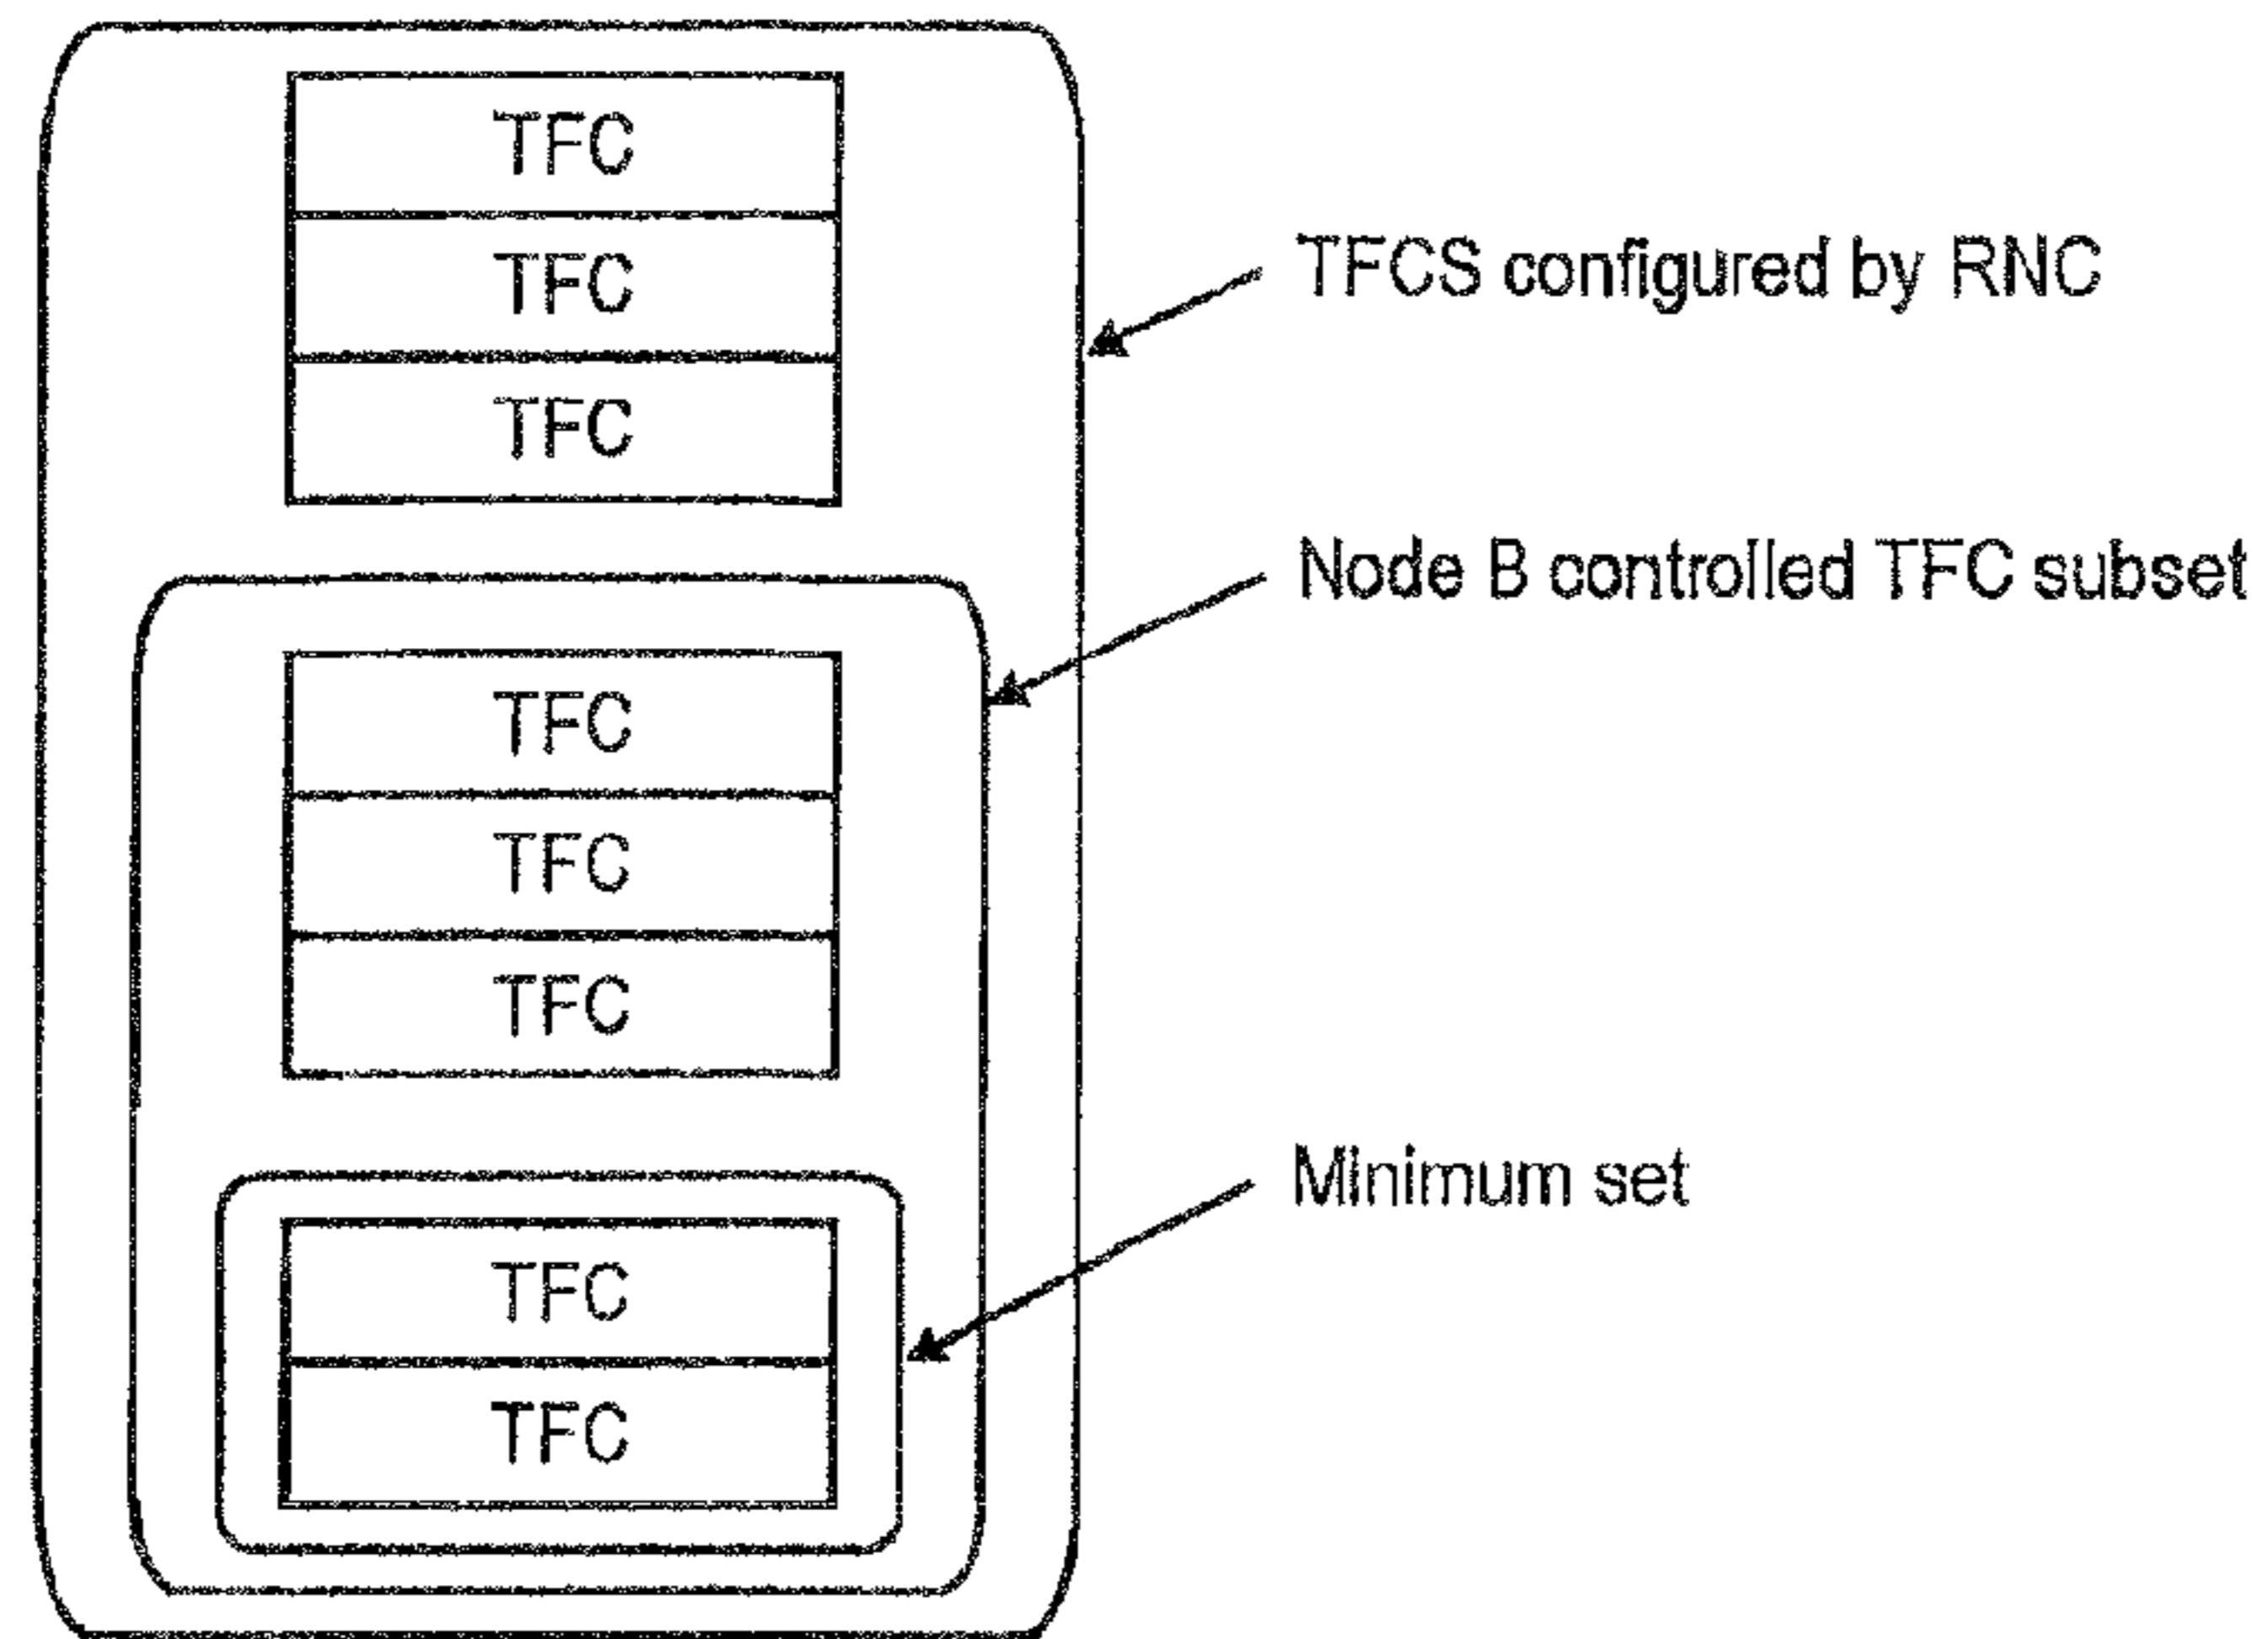 TFC
TFC
TFC
TFCS configured by RNC
Node B controlled TFC subset
TFC
TFC
TFC
Minimum set
TFC
TFC